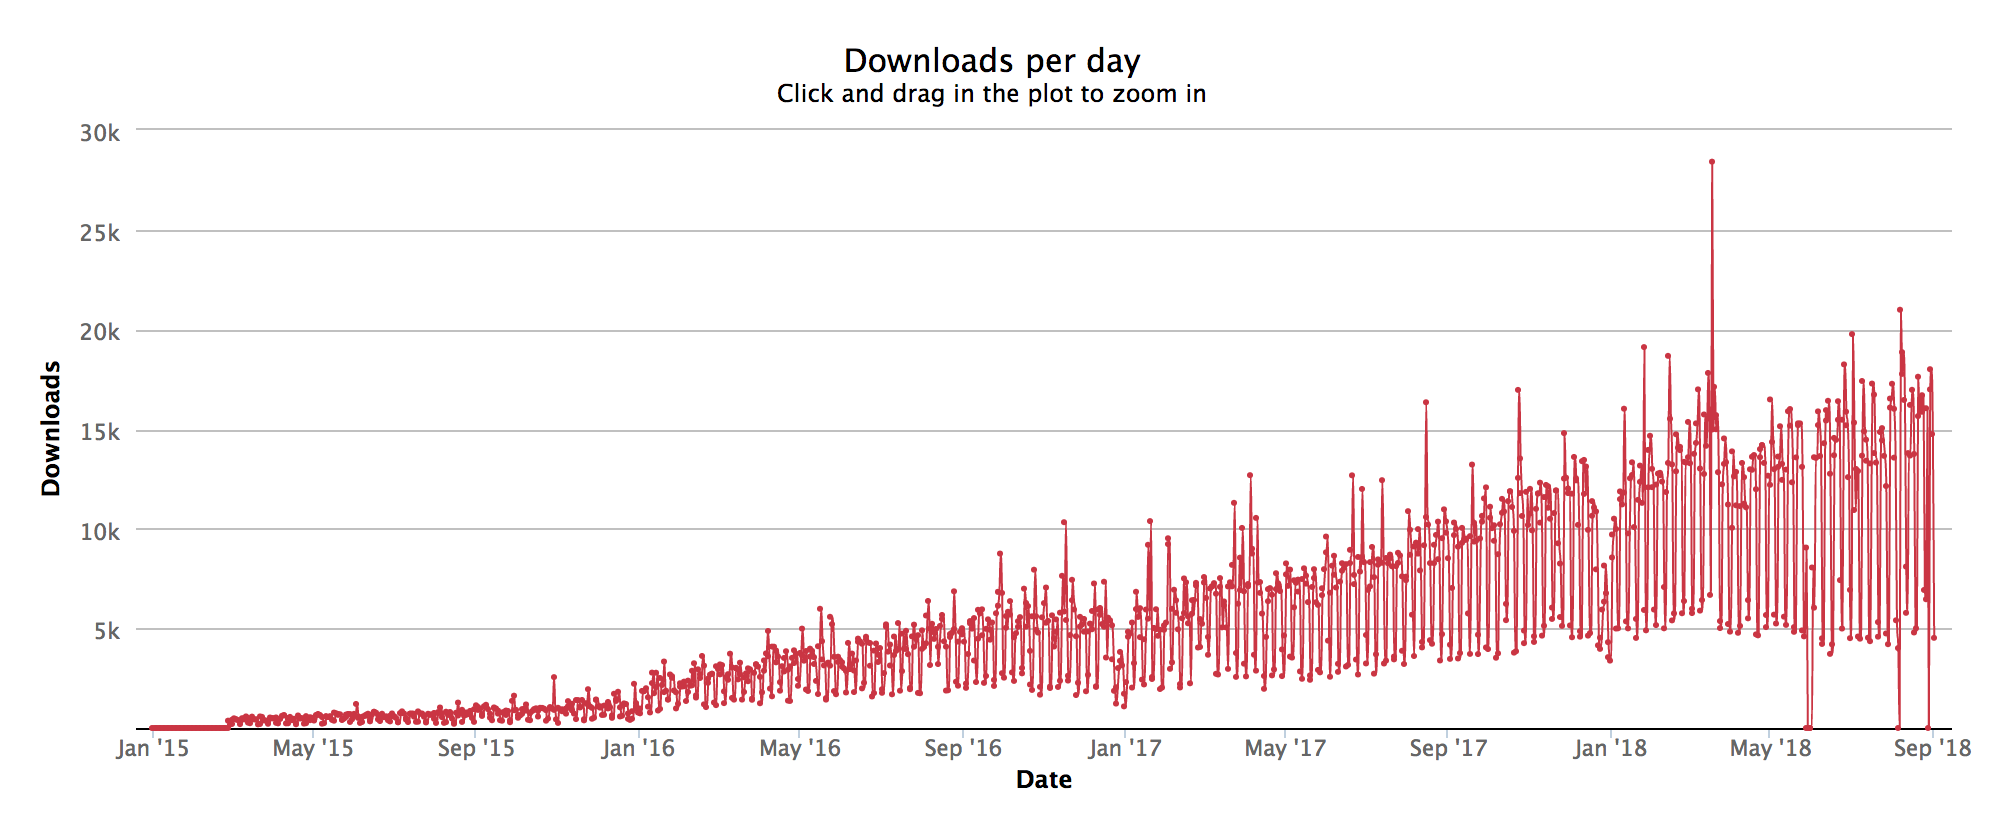 Downloads per day
Click and drag in the plot to zoom in
30k
25k
20k
15k
10k
5k
Downloads
Jan '15 May '15 Sep '15 Jan '16 May '16 Sep '16 Jan '17 May '17 Sep '17 Jan '18 May '18 Sep '18
Date